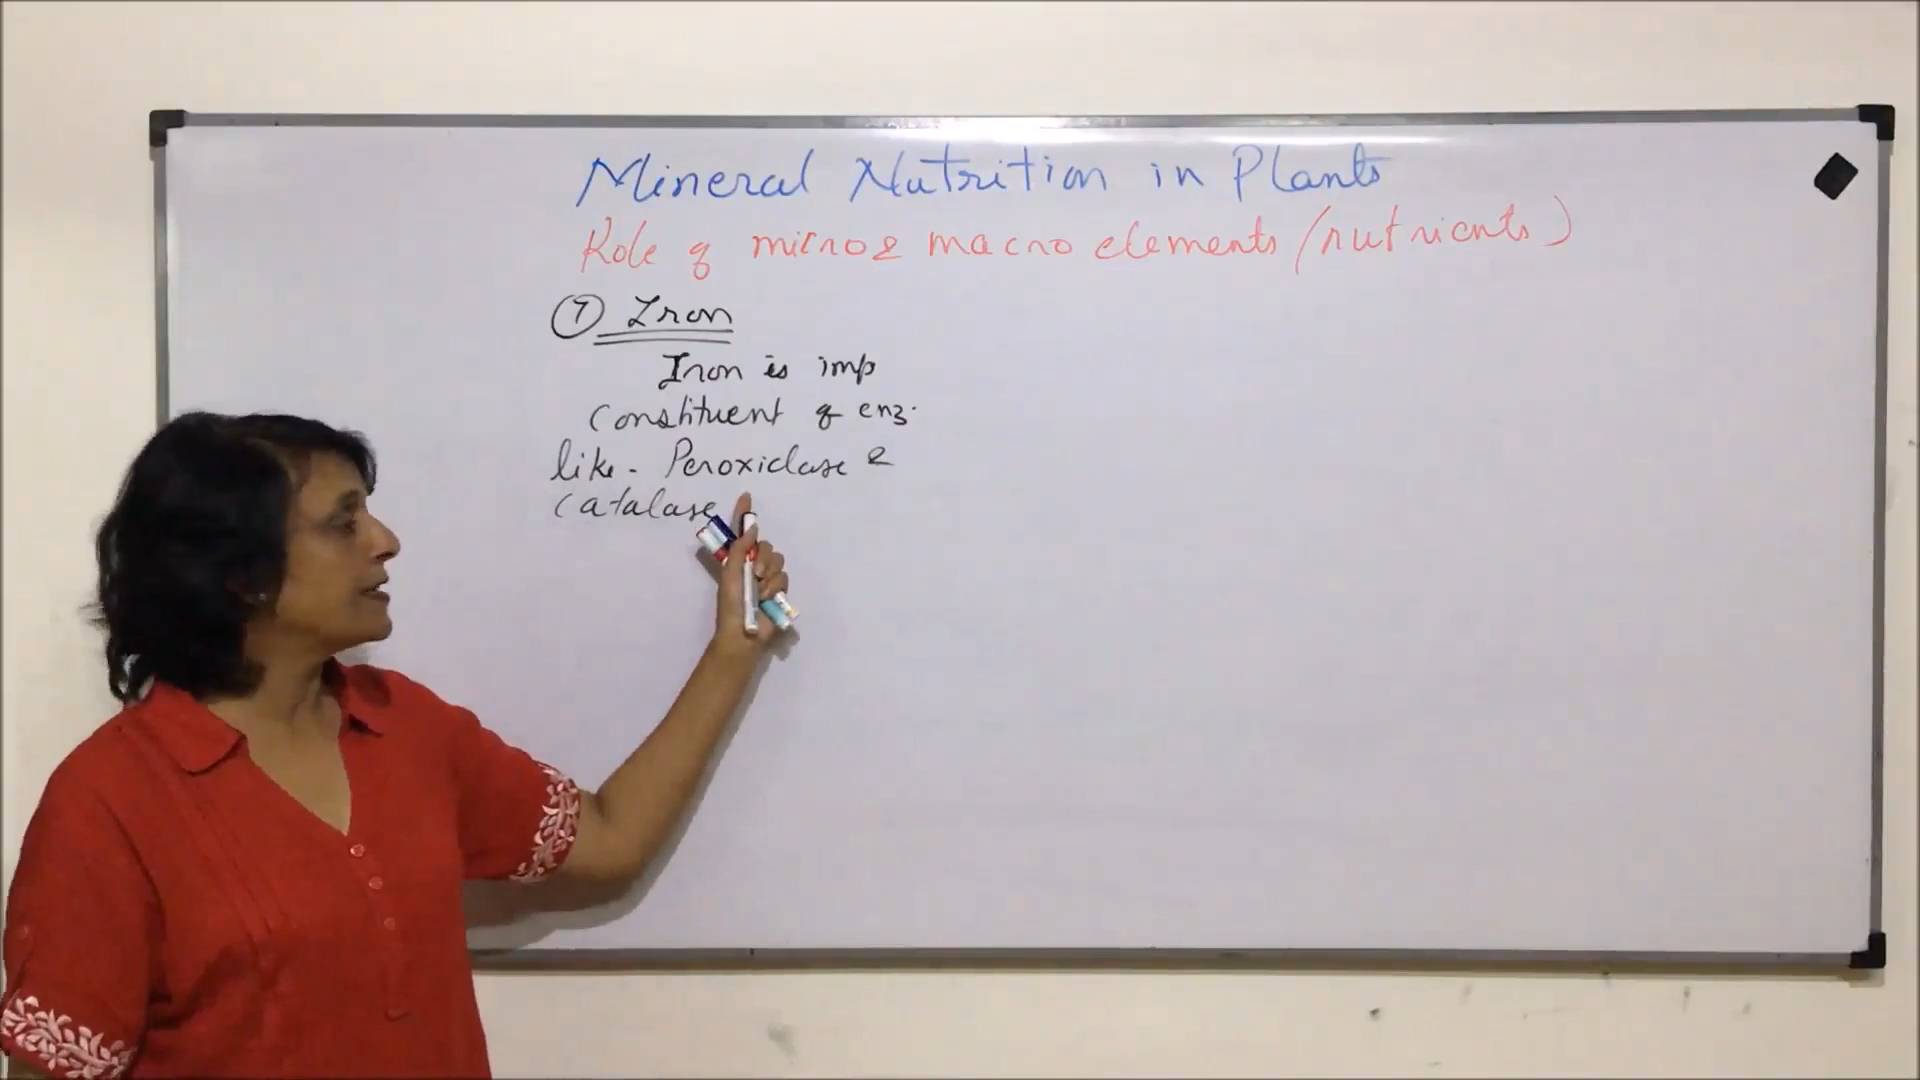 Mineral Nutrition in Plants
Role of micro & macro elements (nutrients)
7 Iron
Iron is imp
constituent of enz.
like - Peroxidase &
Catalase